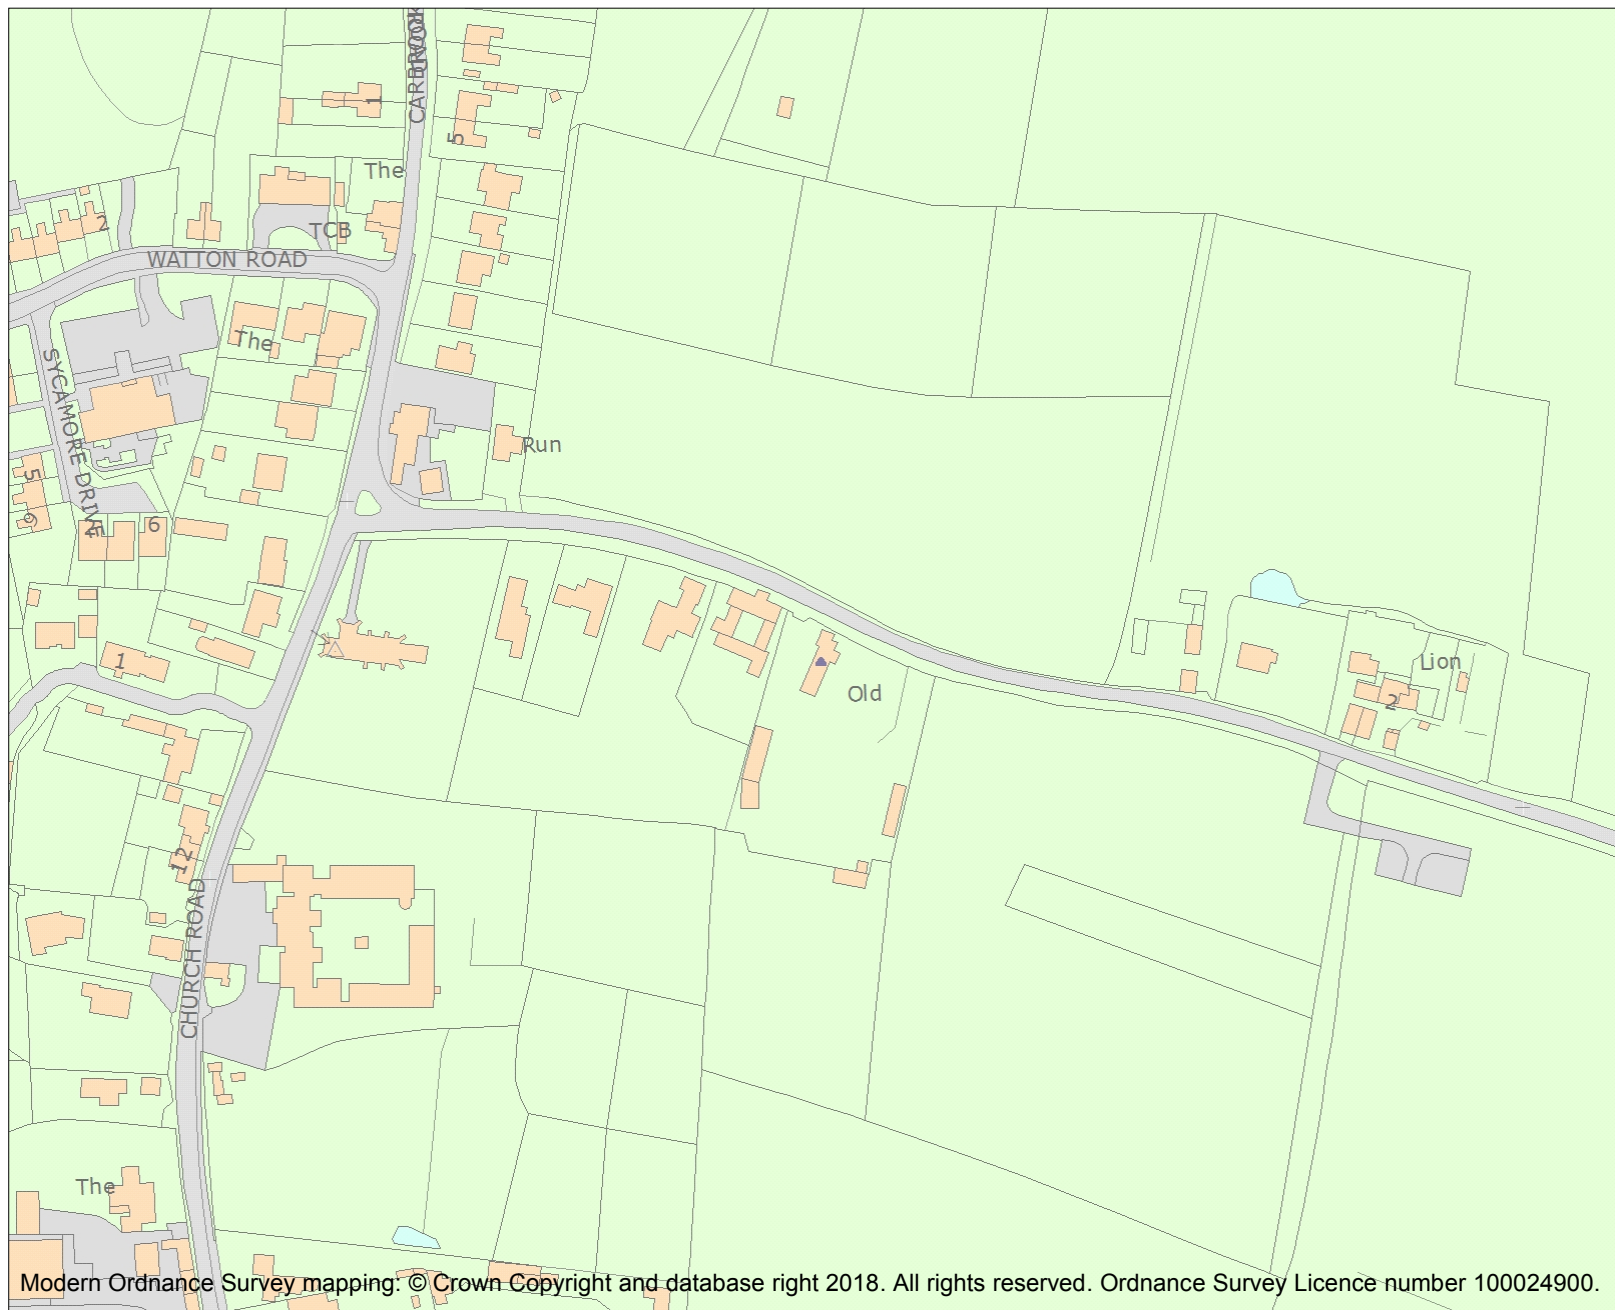 CARBROOK
1
5
The
2
TCB
WATTON ROAD
The
SYCAMORE DRIVE
Run
5
9
6
1
Old
Lion
2
12
CHURCH ROAD
The
Modern Ordnance Survey mapping: © Crown Copyright and database right 2018. All rights reserved. Ordnance Survey Licence number 100024900.